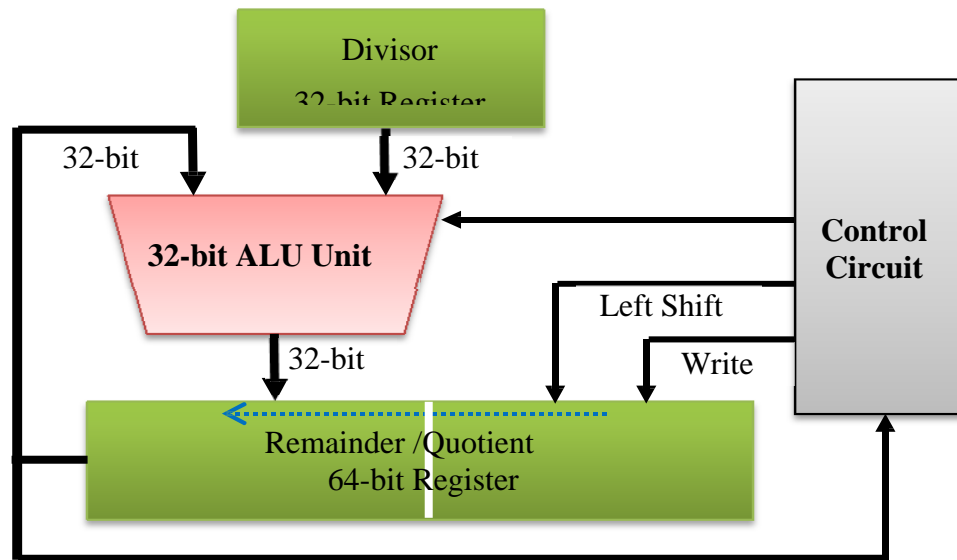 Divisor
32-bit Register
32-bit
32-bit
32-bit ALU Unit
Control
Circuit
Left Shift
32-bit
Write
Remainder /Quotient
64-bit Register